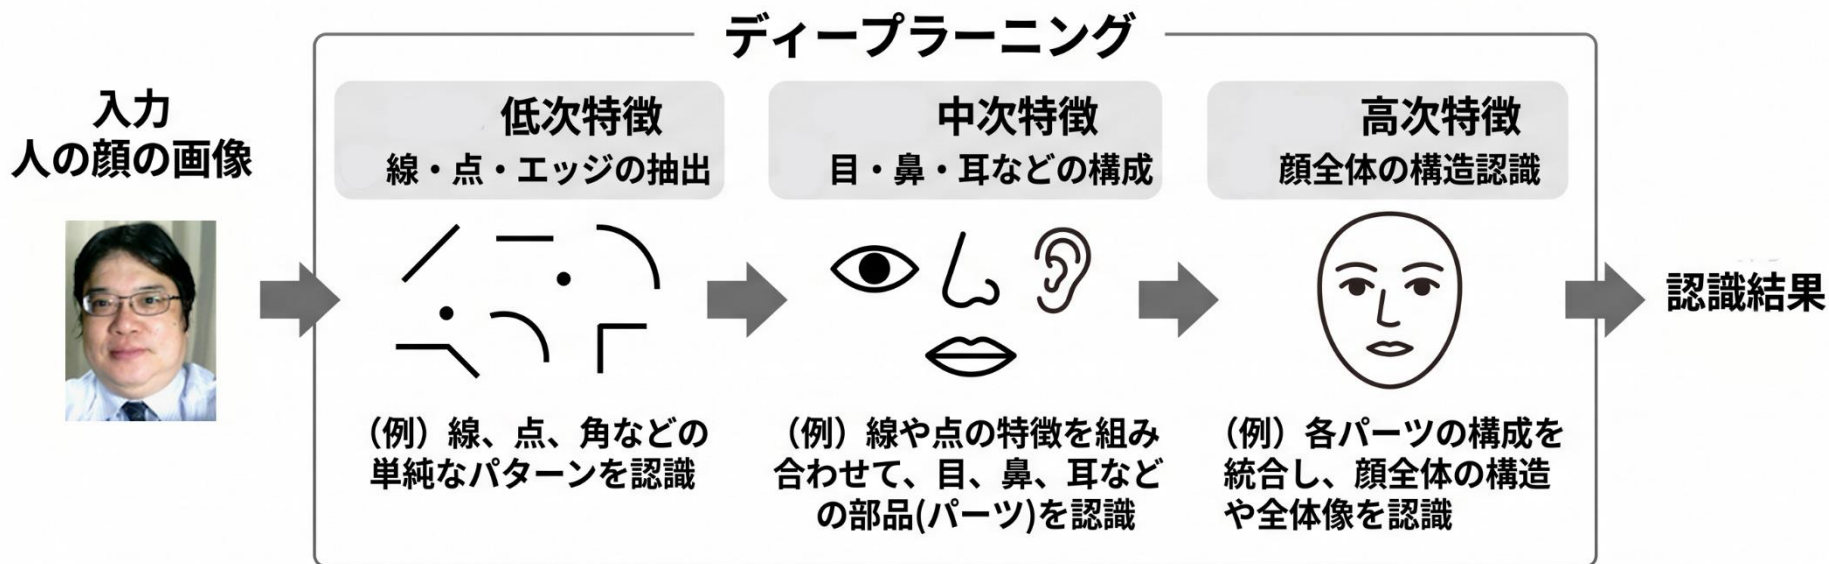 ディープラーニング
入力
人の顔の画像
低次特徴
線・点・エッジの抽出
(例)線、点、角などの
単純なパターンを認識
中次特徴
目・鼻・耳などの構成
(例)線や点の特徴を組み
合わせて、目、鼻、耳など
の部品(パーツ)を認識
高次特徴
顔全体の構造認識
(例)各パーツの構成を
統合し、顔全体の構造
や全体像を認識
認識結果